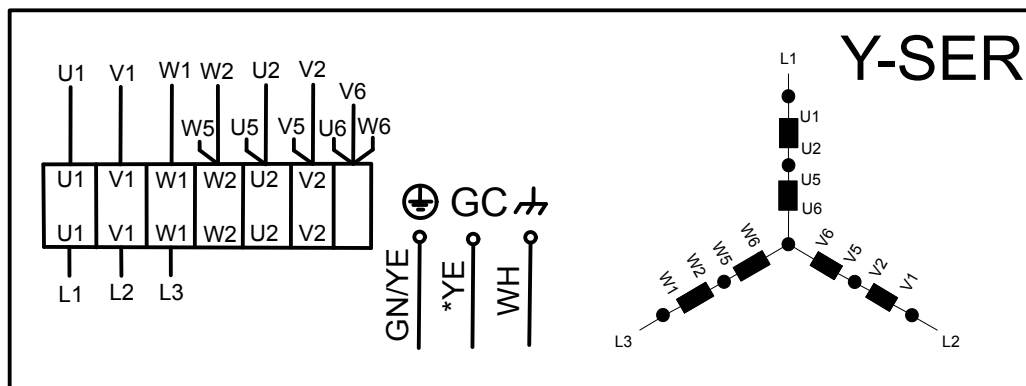 Y-SER
U1 V1 W1 W2 U2 V2 V6
W5 U5 V5 U6 W6
U1 V1 W1 W2 U2 V2
U1 V1 W1 W2 U2 V2
L1 L2 L3
GC
GN/YE *YE WH
L1
U1
U2
U5
U6
W6 V6
W5 V5
W2 V2
W1 V1
L3 L2